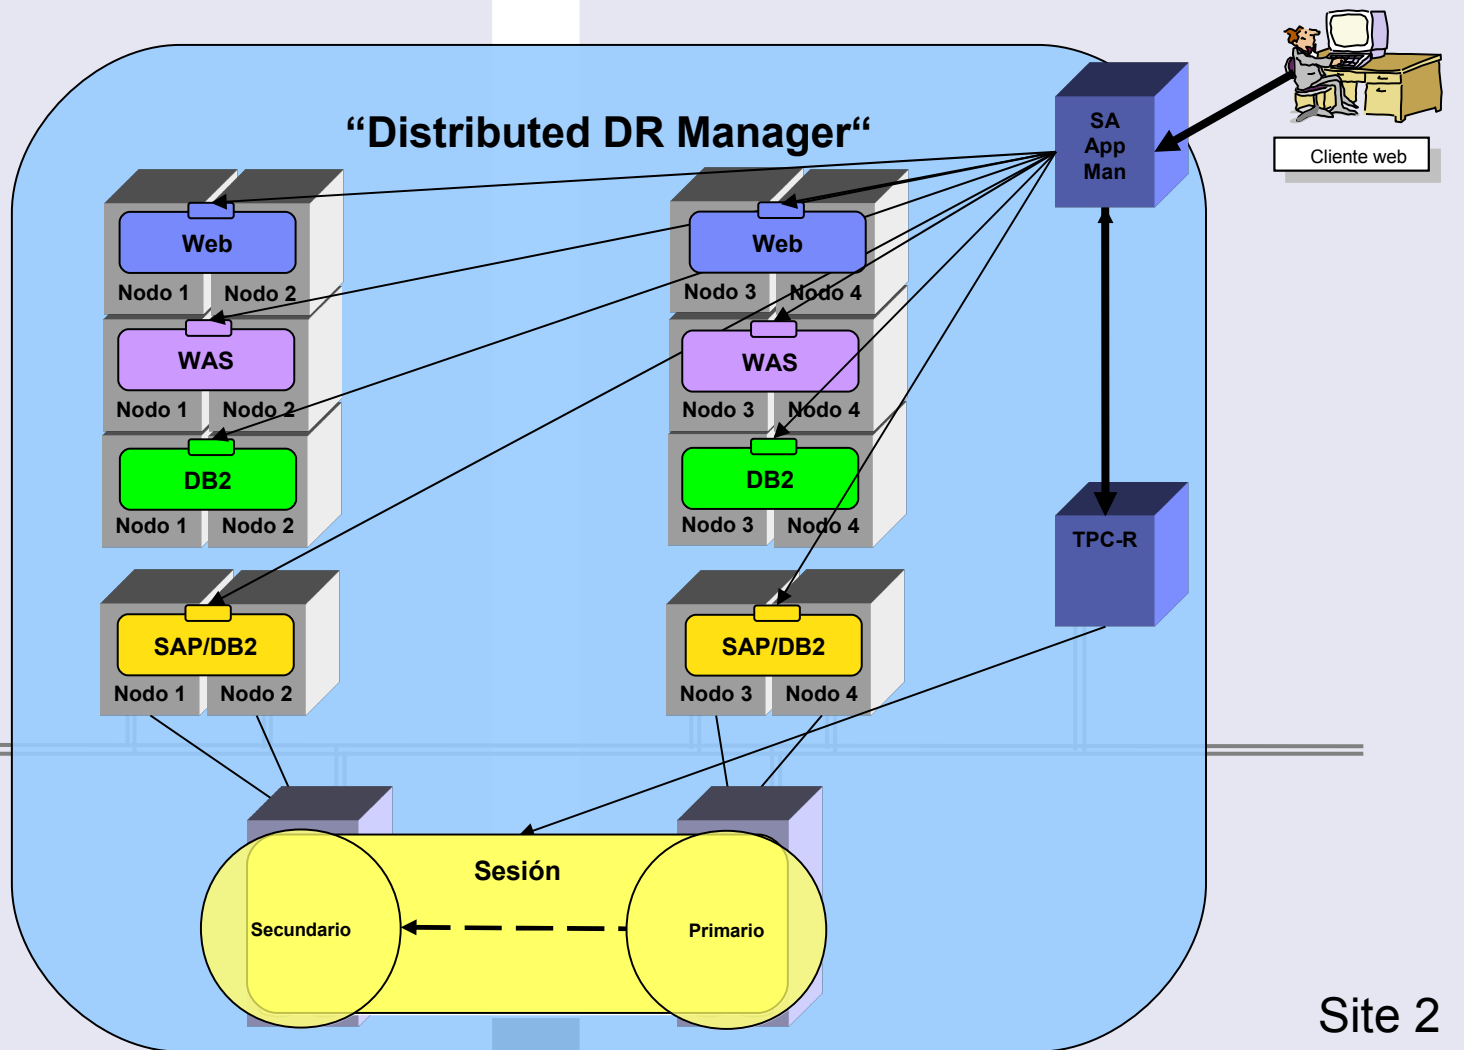 “Distributed DR Manager“
SA
App
Man
Cliente web
Web
Nodo 1
Nodo 2
WAS
Nodo 1
Nodo 2
DB2
Nodo 1
Nodo 2
Web
Nodo 3
Nodo 4
WAS
Nodo 3
Nodo 4
DB2
Nodo 3
Nodo 4
TPC-R
SAP/DB2
Nodo 1
Nodo 2
SAP/DB2
Nodo 3
Nodo 4
Sesión
Secundario
Primario
Site 2